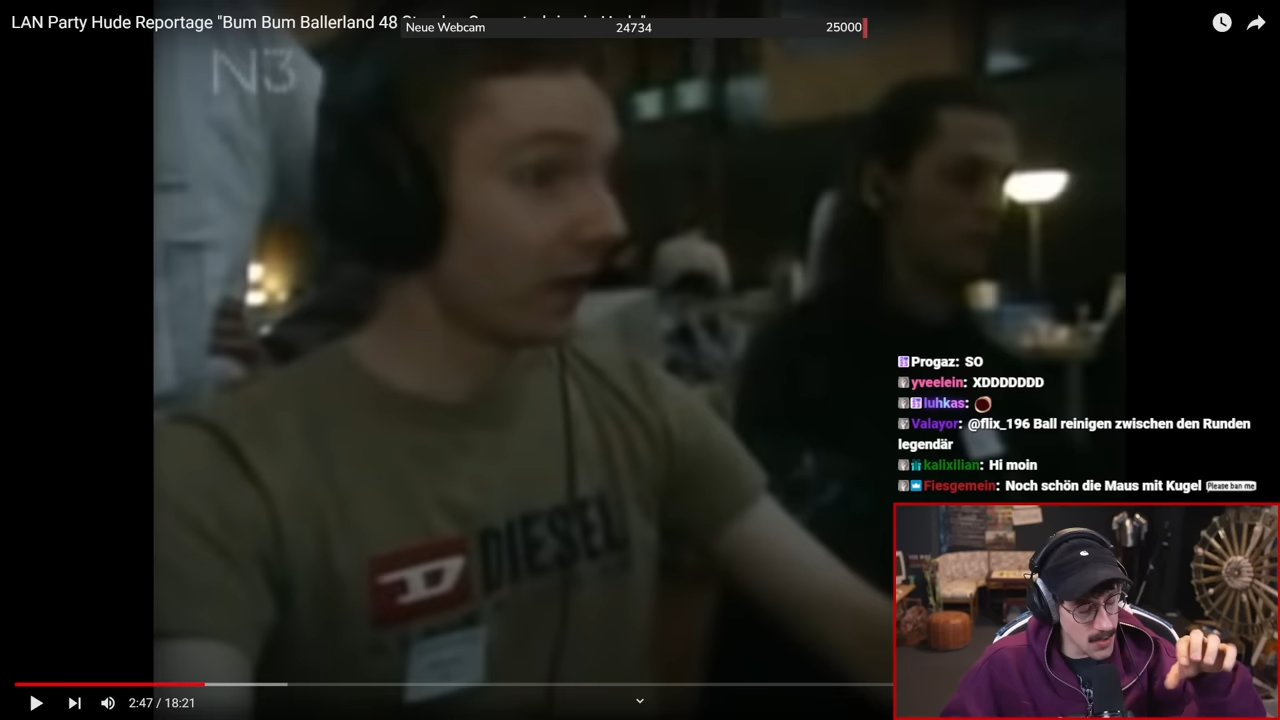 LAN Party Hude Reportage "Bum Bum Ballerland 48
Neue Webcam 24734 25000
N3
Progaz: SO
yveelein: XDDDDDDD
luhkas:
Valayor: @flix_196 Ball reinigen zwischen den Runden
legendär
kalixilian: Hi moin
Fiesgemein: Noch schön die Maus mit Kugel Please ban me
D DIESEL
2:47 / 18:21